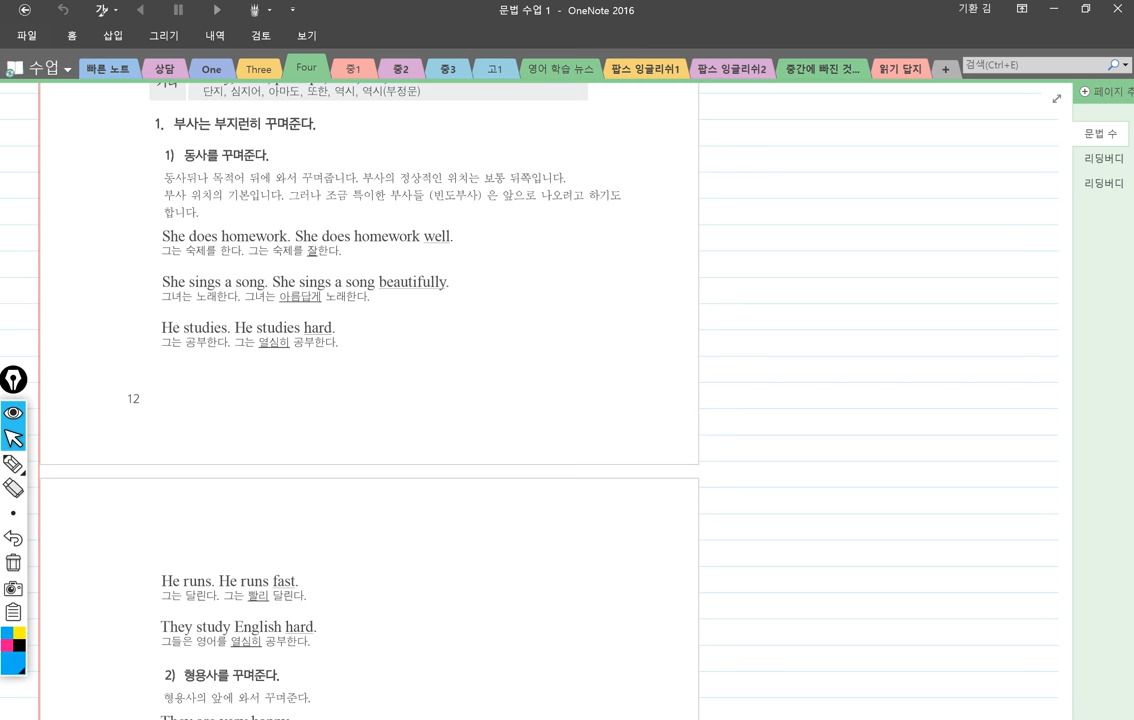 문법 수업 1 - OneNote 2016
기환 김
파일 홈 삽입 그리기 내역 검토 보기
수업 빠른 노트 상담 One Three Four 중1 중2 중3 고1 영어 학습 뉴스 팝스 잉글리쉬1 팝스 잉글리쉬2 중간에 빠진 것... 읽기 답지 +
검색(Ctrl+E)
페이지
문법 수
리딩버디
리딩버디
단지, 심지어, 아마도, 또한, 역시, 역시(부정문)
1. 부사는 부지런히 꾸며준다.
1) 동사를 꾸며준다.
동사뒤나 목적어 뒤에 와서 꾸며줍니다. 부사의 정상적인 위치는 보통 뒤쪽입니다.
부사 위치의 기본입니다. 그러나 조금 특이한 부사들 (빈도부사) 은 앞으로 나오려고 하기도
합니다.
She does homework. She does homework well.
그는 숙제를 한다. 그는 숙제를 잘한다.
She sings a song. She sings a song beautifully.
그녀는 노래한다. 그녀는 아름답게 노래한다.
He studies. He studies hard.
그는 공부한다. 그는 열심히 공부한다.
12
He runs. He runs fast.
그는 달린다. 그는 빨리 달린다.
They study English hard.
그들은 영어를 열심히 공부한다.
2) 형용사를 꾸며준다.
형용사의 앞에 와서 꾸며준다.
They are very happy.